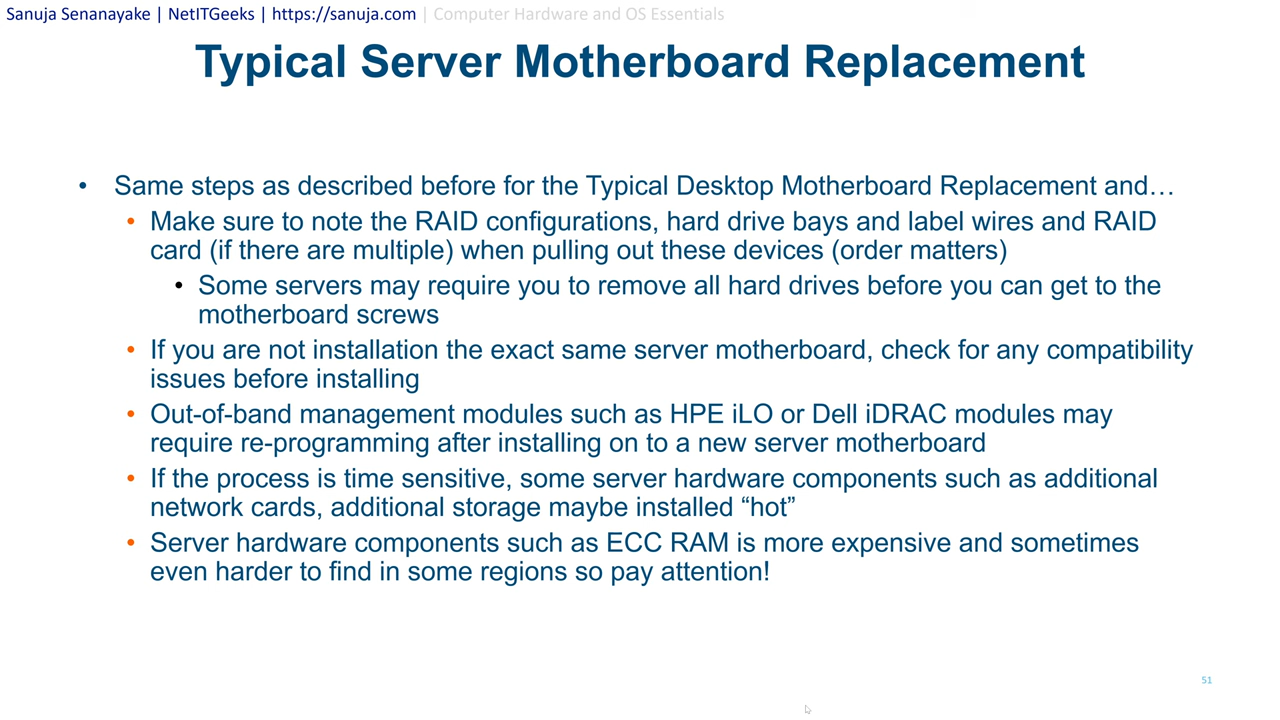 Sanuja Senanayake | NetITGeeks | https://sanuja.com | Computer Hardware and OS Essentials
Typical Server Motherboard Replacement
• Same steps as described before for the Typical Desktop Motherboard Replacement and…
• Make sure to note the RAID configurations, hard drive bays and label wires and RAID
card (if there are multiple) when pulling out these devices (order matters)
• Some servers may require you to remove all hard drives before you can get to the
motherboard screws
• If you are not installation the exact same server motherboard, check for any compatibility
issues before installing
• Out-of-band management modules such as HPE iLO or Dell iDRAC modules may
require re-programming after installing on to a new server motherboard
• If the process is time sensitive, some server hardware components such as additional
network cards, additional storage maybe installed “hot”
• Server hardware components such as ECC RAM is more expensive and sometimes
even harder to find in some regions so pay attention!
51